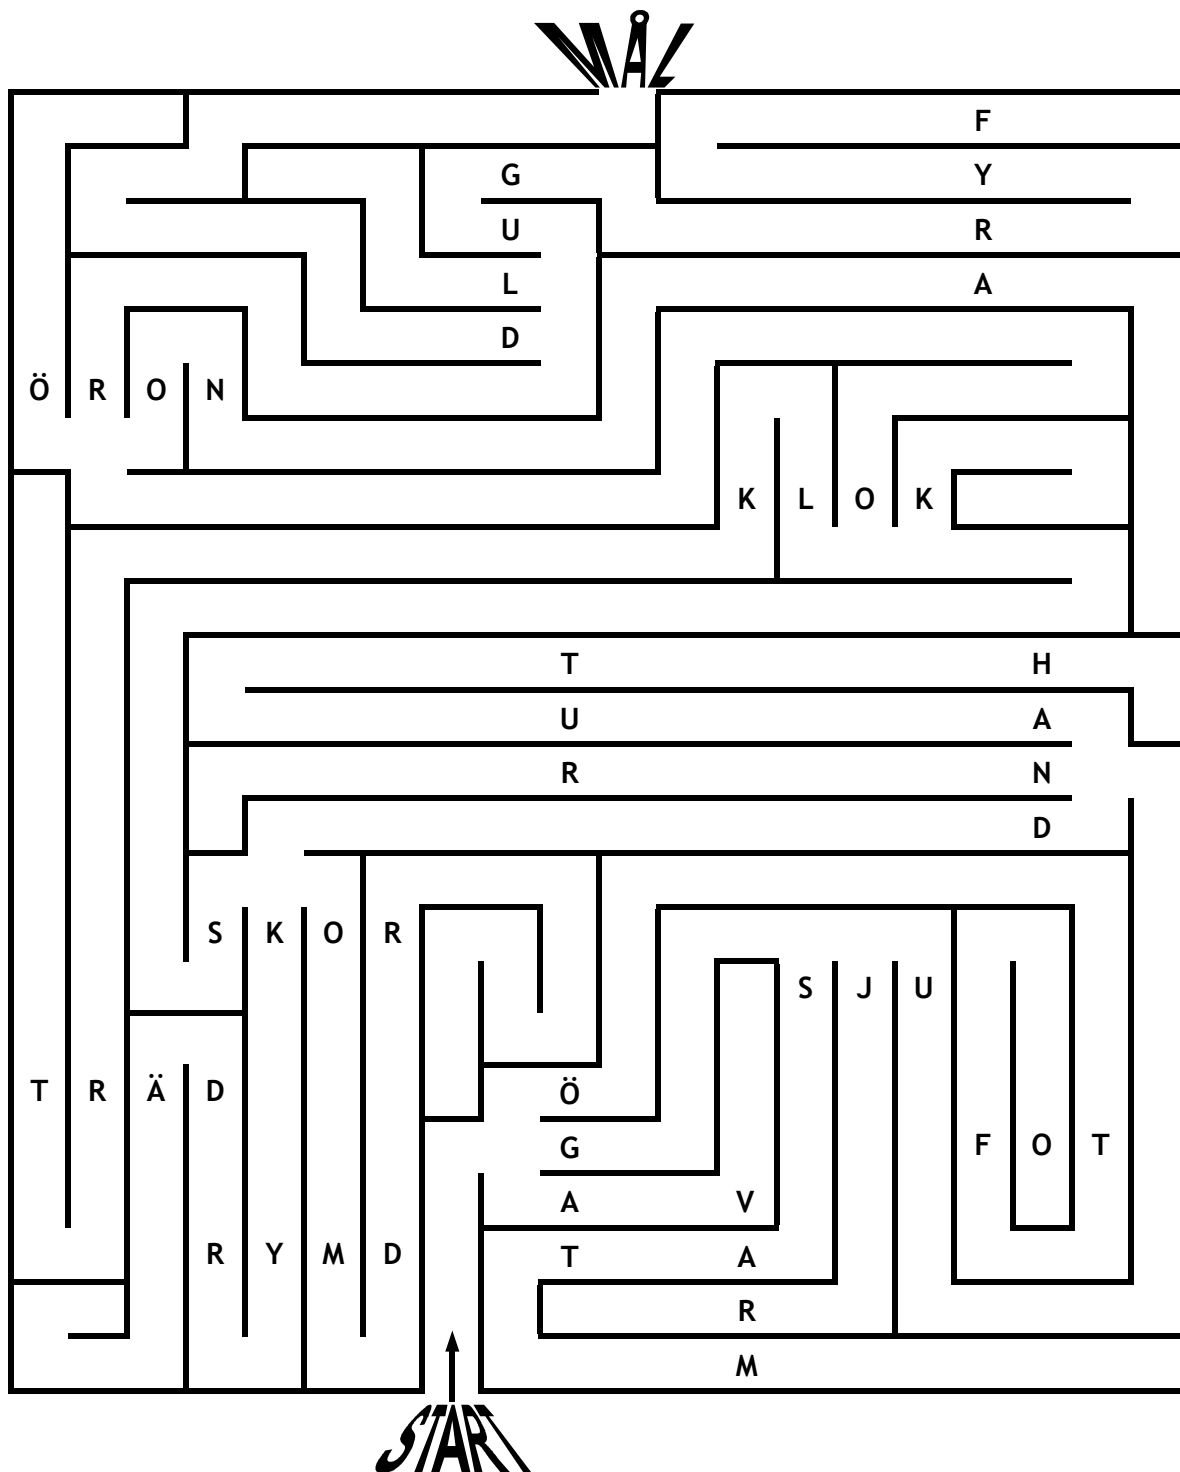 MÅL
F
G Y
U R
L A
D
Ö R O N
K L O K
T H
U A
R N
D
S K O R
S J U
T R Ä D Ö
G F O T
A V
R Y M D T A
R
M
START